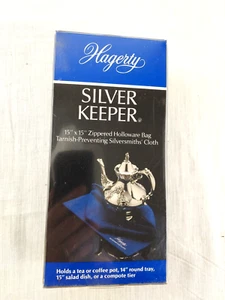 Hagerty
SILVER
KEEPER®
15" x 15" Zippered Holloware Bag
Tarnish-Preventing Silversmiths' Cloth
Holds a tea or coffee pot, 14" round tray,
15" salad dish, or a compote tier